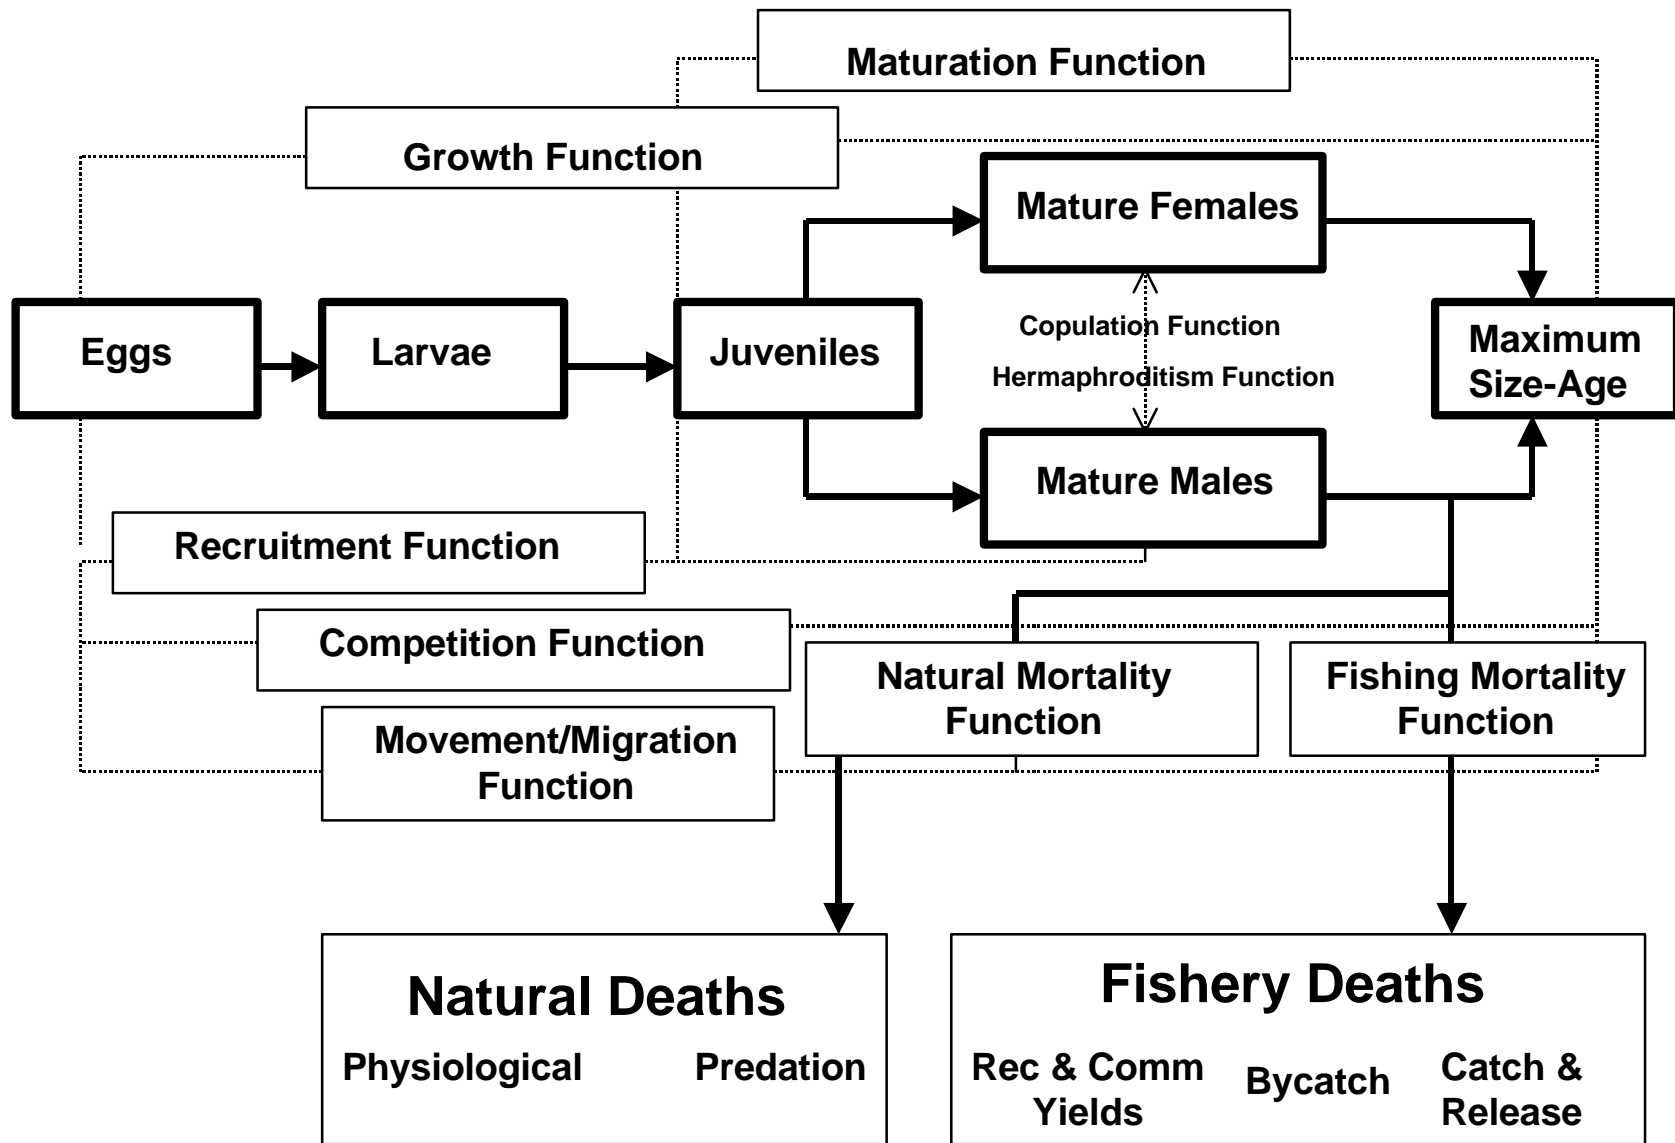 Maturation Function
Growth Function
Mature Females
Eggs
Larvae
Juveniles
Copulation Function
Hermaphroditism Function
Maximum
Size-Age
Mature Males
Recruitment Function
Competition Function
Natural Mortality
Function
Fishing Mortality
Function
Movement/Migration
Function
Natural Deaths
Physiological
Predation
Fishery Deaths
Rec & Comm
Yields
Bycatch
Catch &
Release